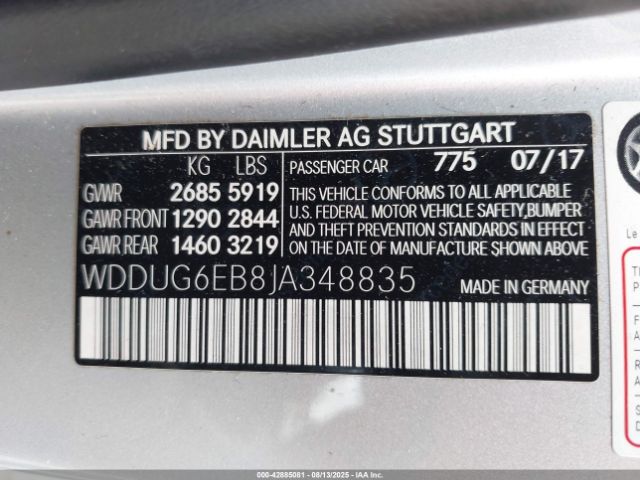 MFD BY DAIMLER AG STUTTGART
KG LBS PASSENGER CAR 775 07/17
GVWR 2685 5919 THIS VEHICLE CONFORMS TO ALL APPLICABLE
GAWR FRONT 1290 2844 U.S. FEDERAL MOTOR VEHICLE SAFETY,BUMPER
GAWR REAR 1460 3219 AND THEFT PREVENTION STANDARDS IN EFFECT
ON THE DATE OF MANUFACTURE SHOWN ABOVE.
WDDUG6EB8JA348835 MADE IN GERMANY
Le
000-42885081 - 08/13/2025 - IAA Inc.